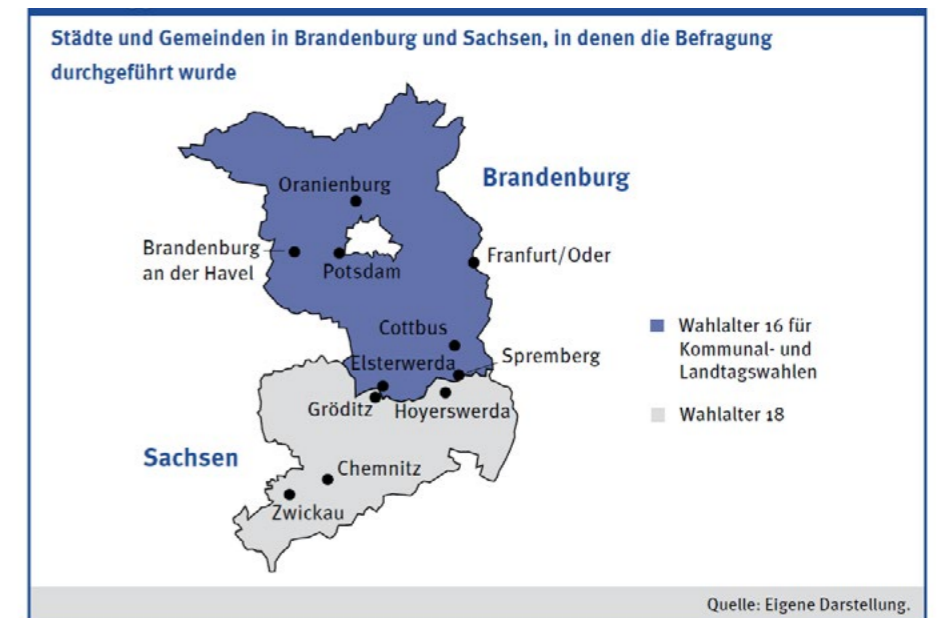 Städte und Gemeinden in Brandenburg und Sachsen, in denen die Befragung
durchgeführt wurde
Brandenburg
Oranienburg
Brandenburg
an der Havel
Potsdam
Franfurt/Oder
Cottbus
Elsterwerda
Spremberg
Gröditz
Hoyerswerda
Wahlalter 16 für
Kommunal- und
Landtagswahlen
Wahlalter 18
Sachsen
Chemnitz
Zwickau
Quelle: Eigene Darstellung.